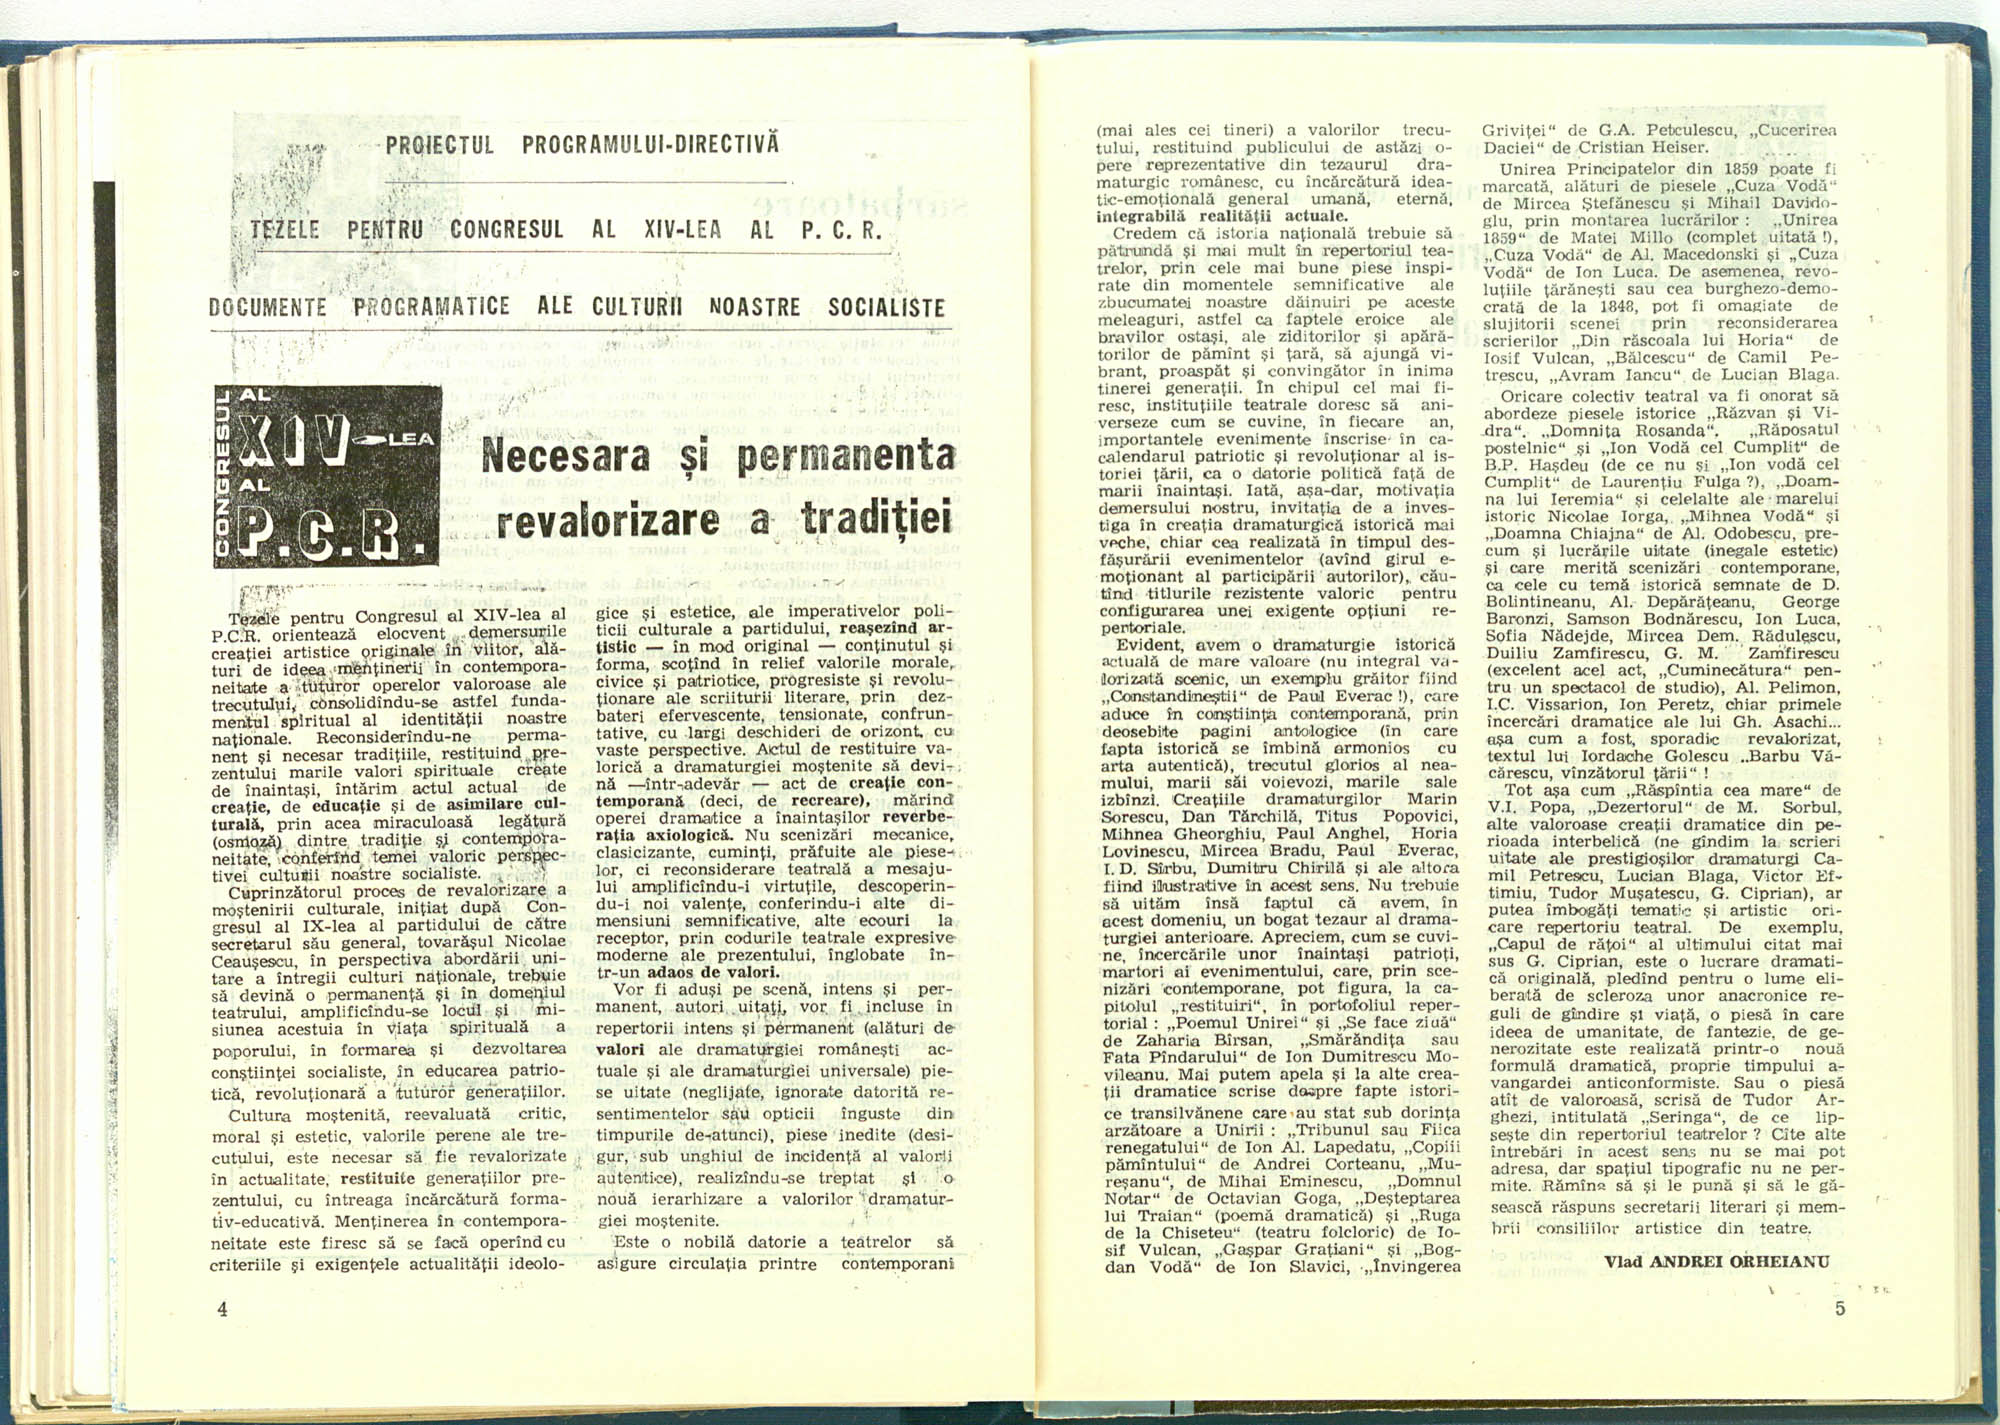 PROIECTUL PROGRAMULUI-DIRECTIVĂ
TEZELE PENTRU CONGRESUL AL XIV-LEA AL P. C. R.
DOCUMENTE PROGRAMATICE ALE CULTURII NOASTRE SOCIALISTE
CONGRESUL
AL
XIV-LEA
AL
P.C.R.
Necesara și permanenta
revalorizare a tradiției
Tezele pentru Congresul al XIV-lea al
P.C.R. orientează elocvent demersurile
creației artistice originale în viitor, ală-
turi de ideea menținerii în contempora-
neitate a tuturor operelor valoroase ale
trecutului, consolidîndu-se astfel funda-
mentul spiritual al identității noastre
naționale. Reconsiderîndu-ne perma-
nent și necesar tradițiile, restituind pre-
zentului marile valori spirituale create
de înaintași, întărim actul actual de
creație, de educație și de asimilare cul-
turală, prin acea miraculoasă legătură
(osmoză) dintre tradiție și contempora-
neitate, conferind temei valoric perspec-
tivei culturii noastre socialiste.
Cuprinzătorul proces de revalorizare a
moștenirii culturale, inițiat după Con-
gresul al IX-lea al partidului de către
secretarul său general, tovarășul Nicolae
Ceaușescu, în perspectiva abordării uni-
tare a întregii culturi naționale, trebuie
să devină o permanență și în domeniul
teatrului, amplificîndu-se locul și mi-
siunea acestuia în viața spirituală a
poporului, în formarea și dezvoltarea
conștiinței socialiste, în educarea patrio-
tică, revoluționară a tuturor generațiilor.
Cultura moștenită, reevaluată critic,
moral și estetic, valorile perene ale tre-
cutului, este necesar să fie revalorizate
în actualitate, restituite generațiilor pre-
zentului, cu întreaga încărcătură forma-
tiv-educativă. Menținerea în contempora-
neitate este firesc să se facă operînd cu
criteriile și exigențele actualității ideolo-
gice și estetice, ale imperativelor poli-
ticii culturale a partidului, reașezînd ar-
tistic — în mod original — conținutul și
forma, scoțînd în relief valorile morale,
civice și patriotice, progresiste și revolu-
ționare ale scriiturii literare, prin dez-
bateri efervescente, tensionate, confrun-
tative, cu largi deschideri de orizont, cu
vaste perspective. Actul de restituire va-
lorică a dramaturgiei moștenite să devi-
nă —într-adevăr — act de creație con-
temporană (deci, de recreare), mărind
operei dramatice a înaintașilor reverbe-
rația axiologică. Nu scenizări mecanice,
clasicizante, cuminți, prăfuite ale piese-
lor, ci reconsiderare teatrală a mesaju-
lui amplificîndu-i virtuțile, descoperin-
du-i noi valențe, conferindu-i alte di-
mensiuni semnificative, alte ecouri la
receptor, prin codurile teatrale expresive
moderne ale prezentului, înglobate în-
tr-un adaos de valori.
Vor fi aduși pe scenă, intens și per-
manent, autori uitați, vor fi incluse în
repertorii intens și permanent (alături de
valori ale dramaturgiei românești ac-
tuale și ale dramaturgiei universale) pie-
se uitate (neglijate, ignorate datorită re-
sentimentelor sau opticii înguste din
timpurile de-atunci), piese inedite (desi-
gur, sub unghiul de incidență al valorii
autentice), realizîndu-se treptat și o
nouă ierarhizare a valorilor dramatur-
giei moștenite.
Este o nobilă datorie a teatrelor să
asigure circulația printre contemporani
4
(mai ales cei tineri) a valorilor trecu-
tului, restituind publicului de astăzi o-
pere reprezentative din tezaurul dra-
maturgic românesc, cu încărcătură idea-
tic-emoțională general umană, eternă,
integrabilă realității actuale.
Credem că istoria națională trebuie să
pătrundă și mai mult în repertoriul tea-
trelor, prin cele mai bune piese inspi-
rate din momentele semnificative ale
zbucumatei noastre dăinuiri pe aceste
meleaguri, astfel ca faptele eroice ale
bravilor ostași, ale ziditorilor și apără-
torilor de pămînt și țară, să ajungă vi-
brant, proaspăt și convingător în inima
tinerei generații. În chipul cel mai fi-
resc, instituțiile teatrale doresc să ani-
verseze cum se cuvine, în fiecare an,
importantele evenimente înscrise în ca-
calendarul patriotic și revoluționar al is-
toriei țării, ca o datorie politică față de
marii înaintași. Iată, așa-dar, motivația
demersului nostru, invitația de a inves-
tiga în creația dramaturgică istorică mai
veche, chiar cea realizată în timpul des-
fășurării evenimentelor (avînd girul e-
moționant al participării autorilor), cău-
tînd titlurile rezistente valoric pentru
configurarea unei exigente opțiuni re-
pertoriale.
Evident, avem o dramaturgie istorică
actuală de mare valoare (nu integral va-
lorizată scenic, un exemplu grăitor fiind
„Constandineștii“ de Paul Everac !), care
aduce în conștiința contemporană, prin
deosebite pagini antologice (în care
fapta istorică se îmbină armonios cu
arta autentică), trecutul glorios al nea-
mului, marii săi voievozi, marile sale
izbînzi. Creațiile dramaturgilor Marin
Sorescu, Dan Tărchilă, Titus Popovici,
Mihnea Gheorghiu, Paul Anghel, Horia
Lovinescu, Mircea Bradu, Paul Everac,
I. D. Sîrbu, Dumitru Chirilă și ale altora
fiind ilustrative în acest sens. Nu trebuie
să uităm însă faptul că avem, în
acest domeniu, un bogat tezaur al drama-
turgiei anterioare. Apreciem, cum se cuvi-
ne, încercările unor înaintași patrioți,
martori ai evenimentului, care, prin sce-
nizări contemporane, pot figura, la ca-
pitolul „restituiri“, în portofoliul reper-
torial : „Poemul Unirei“ și „Se face ziuă“
de Zaharia Bîrsan, „Smărăndița sau
Fata Pîndarului“ de Ion Dumitrescu Mo-
vileanu. Mai putem apela și la alte crea-
ții dramatice scrise despre fapte istori-
ce transilvănene care au stat sub dorința
arzătoare a Unirii : „Tribunul sau Fiica
renegatului“ de Ion Al. Lapedatu, „Copiii
pămîntului“ de Andrei Corteanu, „Mu-
reșanu“, de Mihai Eminescu, „Domnul
Notar“ de Octavian Goga, „Deșteptarea
lui Traian“ (poemă dramatică) și „Ruga
de la Chiseteu“ (teatru folcloric) de Io-
sif Vulcan, „Gașpar Grațiani“ și „Bog-
dan Vodă“ de Ion Slavici, „Învingerea
Griviței“ de G.A. Petculescu, „Cucerirea
Daciei“ de Cristian Heiser.
Unirea Principatelor din 1859 poate fi
marcată, alături de piesele „Cuza Vodă“
de Mircea Ștefănescu și Mihail Davido-
glu, prin montarea lucrărilor : „Unirea
1859“ de Matei Millo (complet uitată !),
„Cuza Vodă“ de Al. Macedonski și „Cuza
Vodă“ de Ion Luca. De asemenea, revo-
luțiile țărănești sau cea burghezo-demo-
crată de la 1848, pot fi omagiate de
slujitorii scenei prin reconsiderarea
scrierilor „Din răscoala lui Horia“ de
Iosif Vulcan, „Bălcescu“ de Camil Pe-
trescu, „Avram Iancu“ de Lucian Blaga.
Oricare colectiv teatral va fi onorat să
abordeze piesele istorice „Răzvan și Vi-
dra“, „Domnița Rosanda“, „Răposatul
postelnic“ și „Ion Vodă cel Cumplit“ de
B.P. Hașdeu (de ce nu și „Ion vodă cel
Cumplit“ de Laurențiu Fulga ?), „Doam-
na lui Ieremia“ și celelalte ale marelui
istoric Nicolae Iorga, „Mihnea Vodă“ și
„Doamna Chiajna“ de Al. Odobescu, pre-
cum și lucrările uitate (inegale estetic)
și care merită scenizări contemporane,
ca cele cu temă istorică semnate de D.
Bolintineanu, Al. Depărățeanu, George
Baronzi, Samson Bodnărescu, Ion Luca,
Sofia Nădejde, Mircea Dem. Rădulescu,
Duiliu Zamfirescu, G. M. Zamfirescu
(excelent acel act, „Cuminecătura“ pen-
tru un spectacol de studio), Al. Pelimon,
I.C. Vissarion, Ion Peretz, chiar primele
încercări dramatice ale lui Gh. Asachi...
așa cum a fost, sporadic revalorizat,
textul lui Iordache Golescu „Barbu Vă-
cărescu, vînzătorul țării“ !
Tot așa cum „Răspîntia cea mare“ de
V.I. Popa, „Dezertorul“ de M. Sorbul,
alte valoroase creații dramatice din pe-
rioada interbelică (ne gîndim la scrieri
uitate ale prestigioșilor dramaturgi Ca-
mil Petrescu, Lucian Blaga, Victor Ef-
timiu, Tudor Mușatescu, G. Ciprian), ar
putea îmbogăți tematic și artistic ori-
care repertoriu teatral. De exemplu,
„Capul de rățoi“ al ultimului citat mai
sus G. Ciprian, este o lucrare dramati-
că originală, pledînd pentru o lume eli-
berată de scleroza unor anacronice re-
guli de gîndire și viață, o piesă în care
ideea de umanitate, de fantezie, de ge-
nerozitate este realizată printr-o nouă
formulă dramatică, proprie timpului a-
vangardei anticonformiste. Sau o piesă
atît de valoroasă, scrisă de Tudor Ar-
ghezi, intitulată „Seringa“, de ce lip-
sește din repertoriul teatrelor ? Cîte alte
întrebări în acest sens nu se mai pot
adresa, dar spațiul tipografic nu ne per-
mite. Rămîne să și le pună și să le gă-
sească răspuns secretarii literari și mem-
brii consiliilor artistice din teatre.
Vlad ANDREI ORHEIANU
5